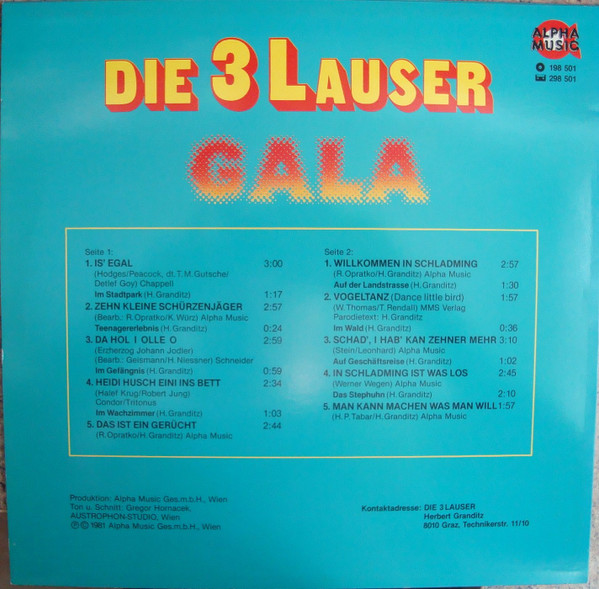 ALPHA
MUSIC
198 501
298 501
DIE 3 LAUSER
GALA
Seite 1:
1. IS' EGAL 3:00
(Hodges/Peacock, dt. T. M. Gutscher
Detlef Goy) Chappell
Im Stadtpark (H. Granditz) 1:17
2. ZEHN KLEINE SCHÜRZENJÄGER 2:57
(Bearb.: R. Opratko/K. Würz) Alpha Music
Teenagererlebnis (H. Granditz) 0:24
3. DA HOL I OLLE O 2:59
(Erzherzog Johann Jodler)
(Bearb.: Geismann/H. Niessner) Schneider
Im Gefängnis (H. Granditz) 0:59
4. HEIDI HUSCH EINI INS BETT 2:34
(Halef Krug/Robert Jung)
Condor/Tritonus
Im Wachzimmer (H. Granditz) 1:03
5. DAS IST EIN GERÜCHT 2:44
(R. Opratko/H. Granditz) Alpha Music
Seite 2:
1. WILLKOMMEN IN SCHLADMING 2:57
(R. Opratko/H. Granditz) Alpha Music
Auf der Landstrasse (H. Granditz) 1:30
2. VOGELTANZ (Dance little bird) 1:57
(W. Thomas/T. Rendall) MMS Verlag
Parodietext: H. Granditz
Im Wald (H. Granditz) 0:36
3. SCHAD', I HAB' KAN ZEHNER MEHR 3:10
(Stein/Leonhard) Alpha Music
Auf Geschäftsreise (H. Granditz) 1:02
4. IN SCHLADMING IST WAS LOS 2:45
(Werner Wegen) Alpha Music
Das Stephuhn (H. Granditz) 2:10
5. MAN KANN MACHEN WAS MAN WILL 1:57
(H. P. Tabar/H. Granditz) Alpha Music
Produktion: Alpha Music Ges.m.b.H., Wien
Ton u. Schnitt: Gregor Hornacek,
AUSTROPHON-STUDIO, Wien
Ⓟ © 1981 Alpha Music Ges.m.b.H., Wien
Kontaktadresse: DIE 3 LAUSER
Herbert Granditz
8010 Graz, Technikerstr. 11/10